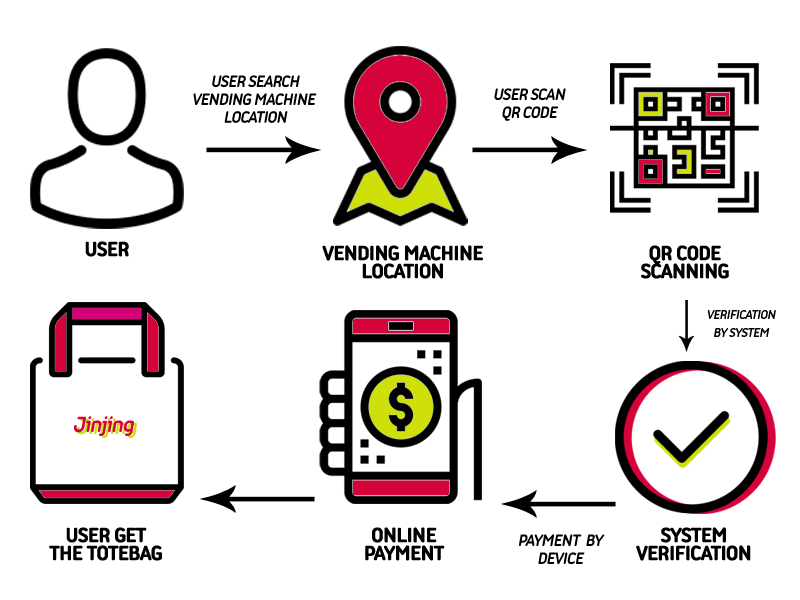 USER SEARCH
VENDING MACHINE
LOCATION
USER SCAN
QR CODE
USER
VENDING MACHINE
LOCATION
QR CODE
SCANNING
VERIFICATION
BY SYSTEM
Jinjing
$
USER GET
THE TOTEBAG
ONLINE
PAYMENT
PAYMENT BY
DEVICE
SYSTEM
VERIFICATION